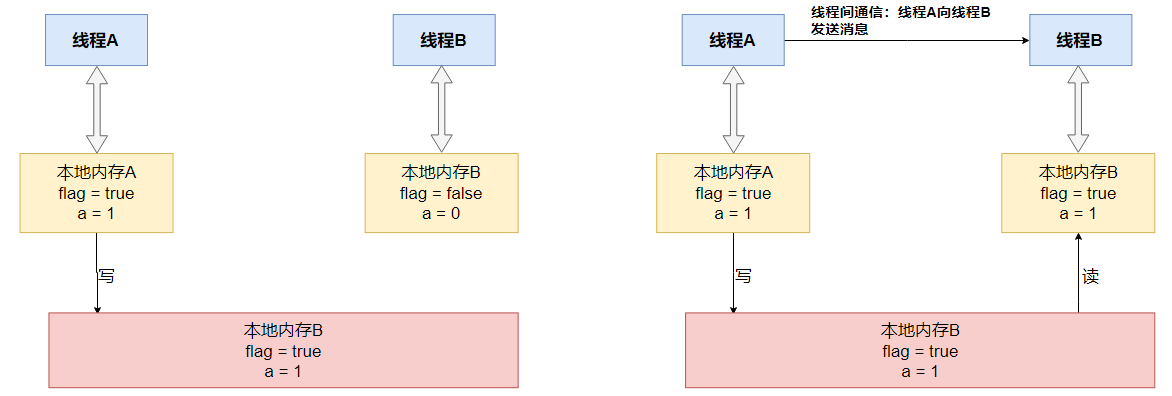 线程A
线程B
本地内存A
flag = true
a = 1
本地内存B
flag = false
a = 0
写
本地内存B
flag = true
a = 1
线程间通信：线程A向线程B
发送消息
线程A
线程B
本地内存A
flag = true
a = 1
本地内存B
flag = true
a = 1
写
读
本地内存B
flag = true
a = 1